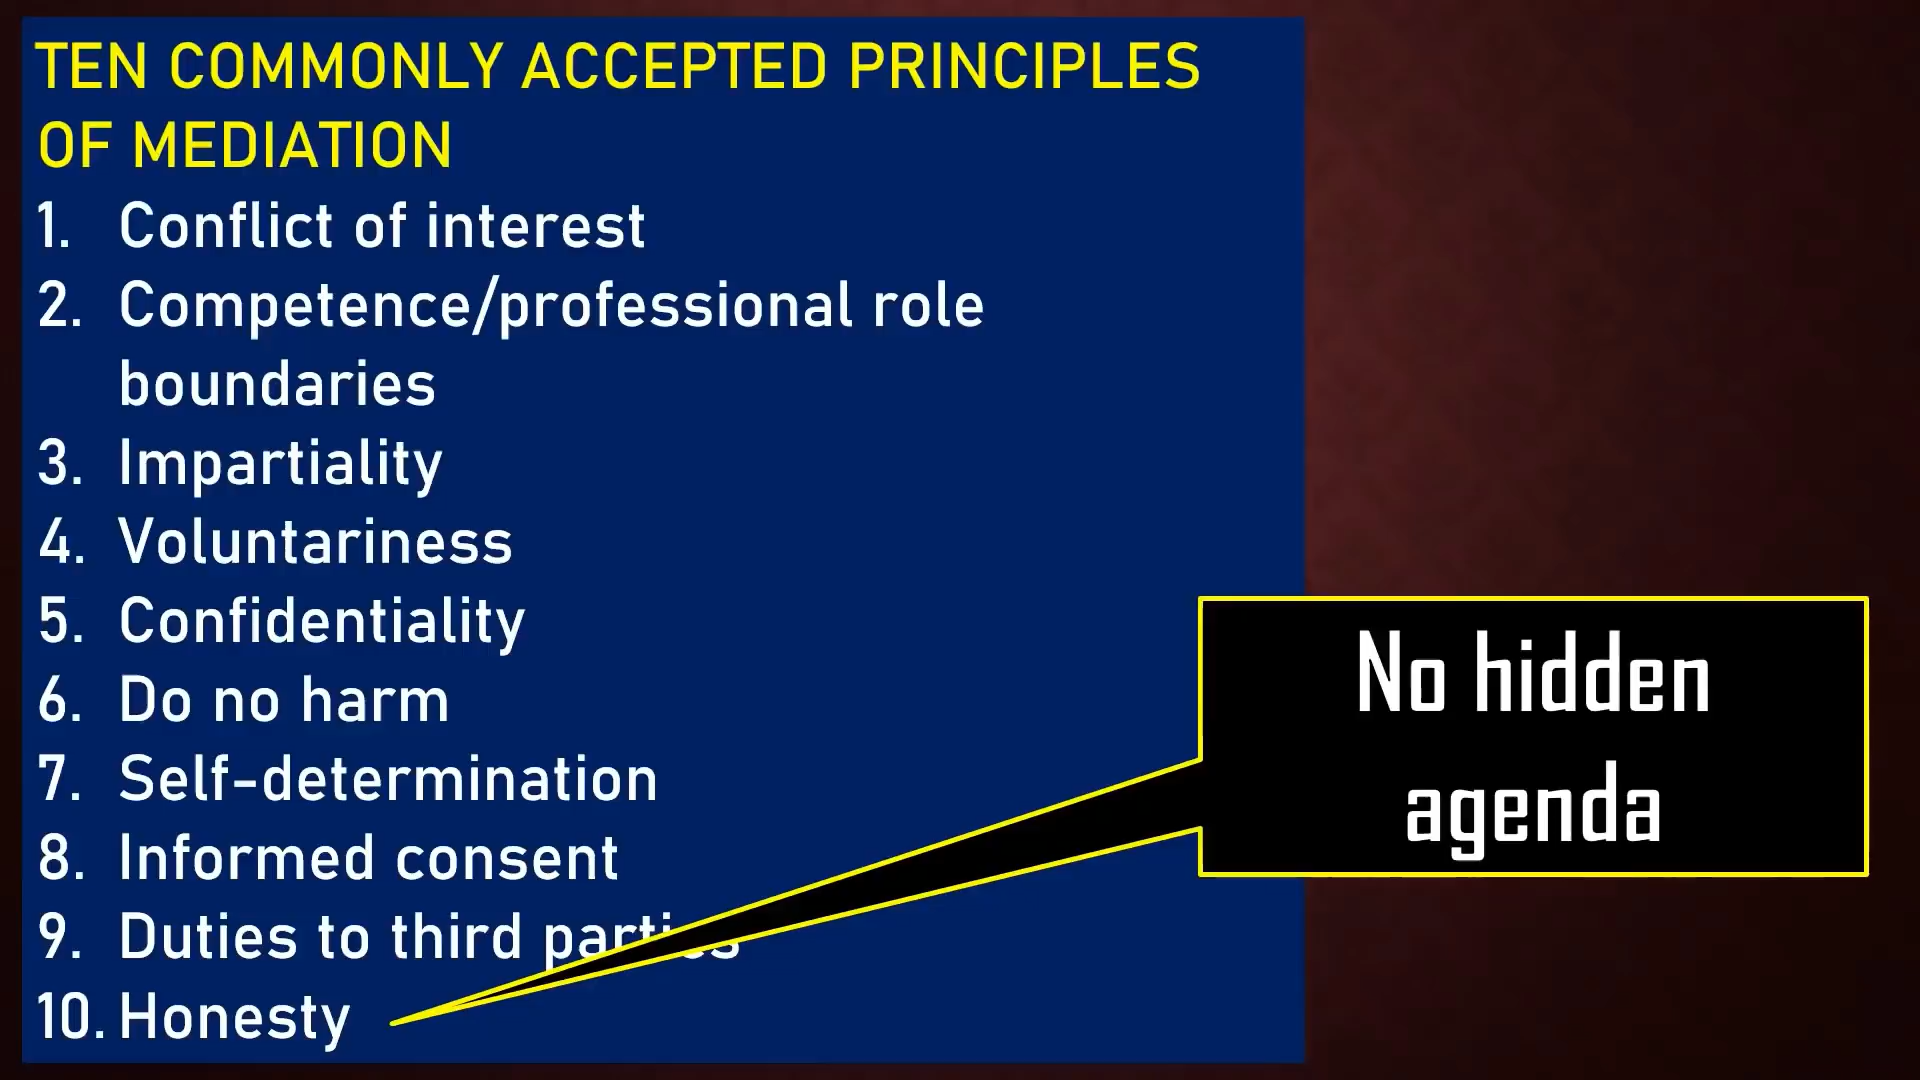 TEN COMMONLY ACCEPTED PRINCIPLES
OF MEDIATION
1. Conflict of interest
2. Competence/professional role
boundaries
3. Impartiality
4. Voluntariness
5. Confidentiality
6. Do no harm
7. Self-determination
8. Informed consent
9. Duties to third parties
10. Honesty
No hidden
agenda